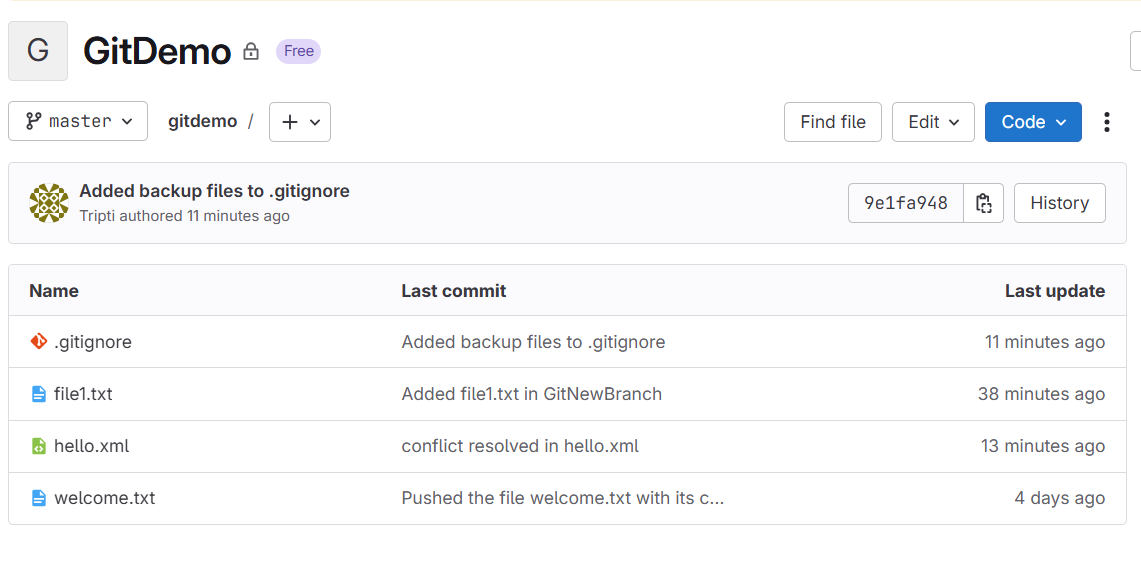 G
GitDemo
Free
master
gitdemo /
Find file
Edit
Code
Added backup files to .gitignore
Tripti authored 11 minutes ago
9e1fa948
History
Name Last commit Last update
.gitignore Added backup files to .gitignore 11 minutes ago
file1.txt Added file1.txt in GitNewBranch 38 minutes ago
hello.xml conflict resolved in hello.xml 13 minutes ago
welcome.txt Pushed the file welcome.txt with its c... 4 days ago